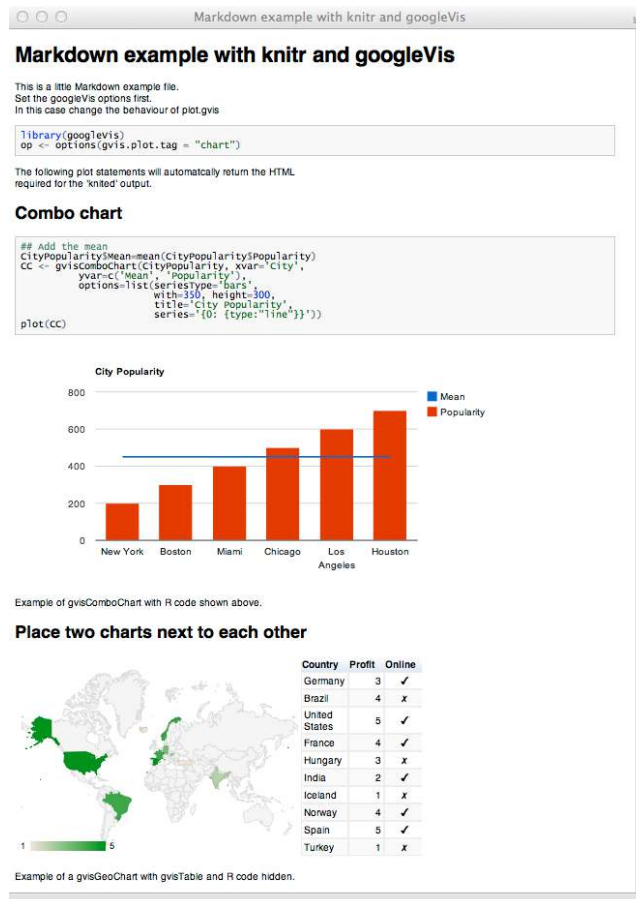 Markdown example with knitr and googleVis
Markdown example with knitr and googleVis
This is a little Markdown example file.
Set the googleVis options first.
In this case change the behaviour of plot.gvis
library(googleVis)
op <- options(gvis.plot.tag = "chart")
The following plot statements will automatcally return the HTML
required for the 'knited' output.
Combo chart
## Add the mean
CityPopularity$Mean=mean(CityPopularity$Popularity)
CC <- gvisComboChart(CityPopularity, xvar='City',
yvar=c('Mean', 'Popularity'),
options=list(seriesType='bars',
with=350, height=300,
title='City Popularity',
series='{0: {type:"line"}}'))
plot(CC)
City Popularity
800
600
400
200
0
New York Boston Miami Chicago Los Angeles Houston
Mean
Popularity
Example of gvisComboChart with R code shown above.
Place two charts next to each other
1 5
Country Profit Online
Germany 3 ✓
Brazil 4 x
United States 5 ✓
France 4 ✓
Hungary 3 x
India 2 ✓
Iceland 1 x
Norway 4 ✓
Spain 5 ✓
Turkey 1 x
Example of a gvisGeoChart with gvisTable and R code hidden.